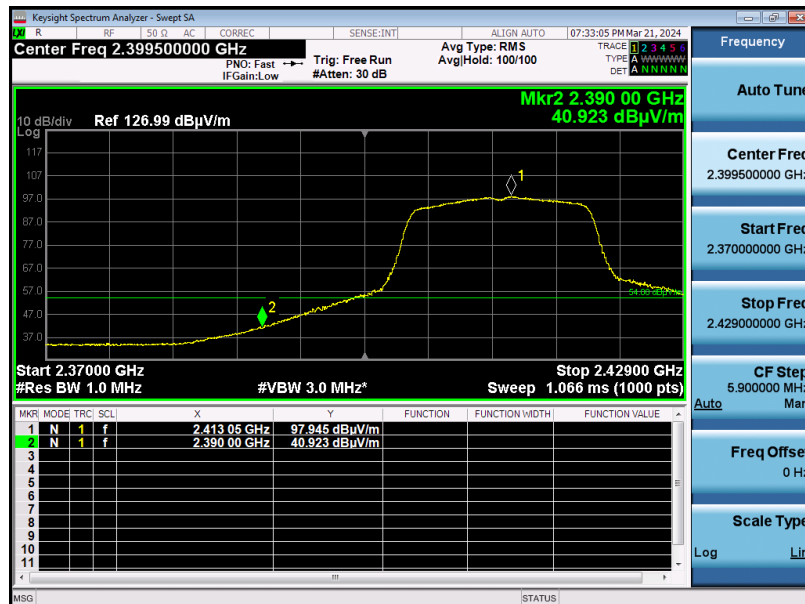 Keysight Spectrum Analyzer - Swept SA
R RF 50 Ω AC CORREC SENSE:INT ALIGN AUTO 07:33:05 PM Mar 21, 2024
Center Freq 2.399500000 GHz
PNO: Fast
IFGain:Low
Trig: Free Run
#Atten: 30 dB
Avg Type: RMS
Avg|Hold: 100/100
TRACE 1 2 3 4 5 6
TYPE A WWWWW
DET A N N N N N
Mkr2 2.390 00 GHz
40.923 dBµV/m
10 dB/div Ref 126.99 dBµV/m
Log
117
107
1
97.0
87.0
77.0
67.0
57.0
54.00 dBµV/m
2
47.0
37.0
Start 2.37000 GHz Stop 2.42900 GHz
#Res BW 1.0 MHz #VBW 3.0 MHz* Sweep 1.066 ms (1000 pts)
MKR MODE TRC SCL X Y FUNCTION FUNCTION WIDTH FUNCTION VALUE
1 N 1 f 2.413 05 GHz 97.945 dBµV/m
2 N 1 f 2.390 00 GHz 40.923 dBµV/m
3
4
5
6
7
8
9
10
11
MSG STATUS
Frequency
Auto Tune
Center Freq
2.399500000 GHz
Start Freq
2.370000000 GHz
Stop Freq
2.429000000 GHz
CF Step
5.900000 MHz
Auto Man
Freq Offset
0 Hz
Scale Type
Log Lin